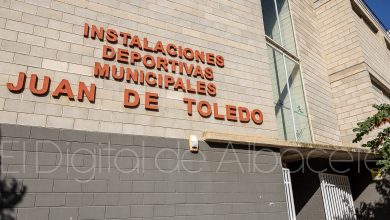 INSTALACIONES
DEPORTIVAS
MUNICIPALES
JUAN DE TOLEDO
El Digital de Albacete